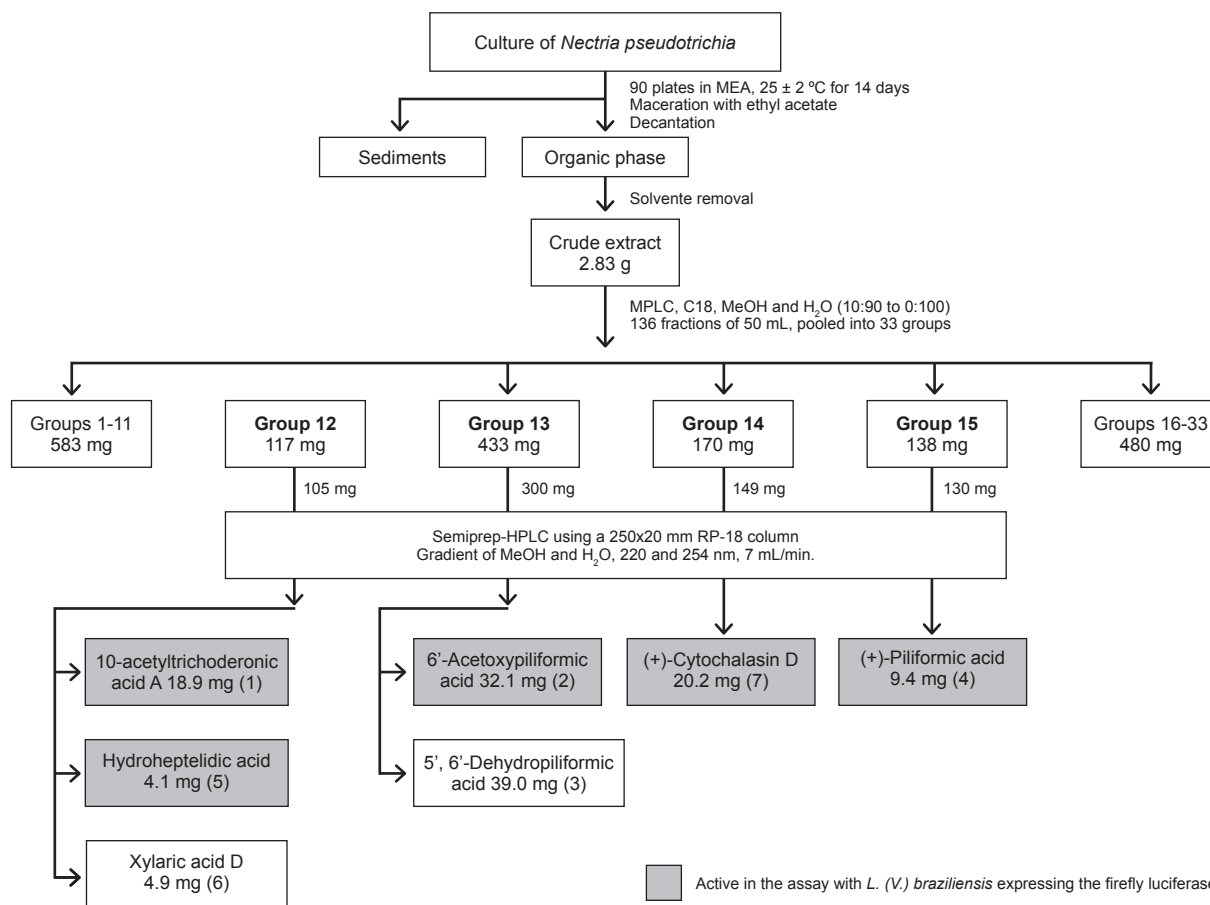 Culture of Nectria pseudotrichia
90 plates in MEA, 25 ± 2 ºC for 14 days
Maceration with ethyl acetate
Decantation
Sediments
Organic phase
Solvente removal
Crude extract
2.83 g
MPLC, C18, MeOH and H₂O (10:90 to 0:100)
136 fractions of 50 mL, pooled into 33 groups
Groups 1-11
583 mg
Group 12
117 mg
Group 13
433 mg
Group 14
170 mg
Group 15
138 mg
Groups 16-33
480 mg
105 mg
300 mg
149 mg
130 mg
Semiprep-HPLC using a 250x20 mm RP-18 column
Gradient of MeOH and H₂O, 220 and 254 nm, 7 mL/min.
10-acetyltrichoderonic
acid A 18.9 mg (1)
6’-Acetoxypiliformic
acid 32.1 mg (2)
(+)-Cytochalasin D
20.2 mg (7)
(+)-Piliformic acid
9.4 mg (4)
Hydroheptelidic acid
4.1 mg (5)
5’, 6’-Dehydropiliformic
acid 39.0 mg (3)
Xylaric acid D
4.9 mg (6)
Active in the assay with L. (V.) braziliensis expressing the firefly luciferase